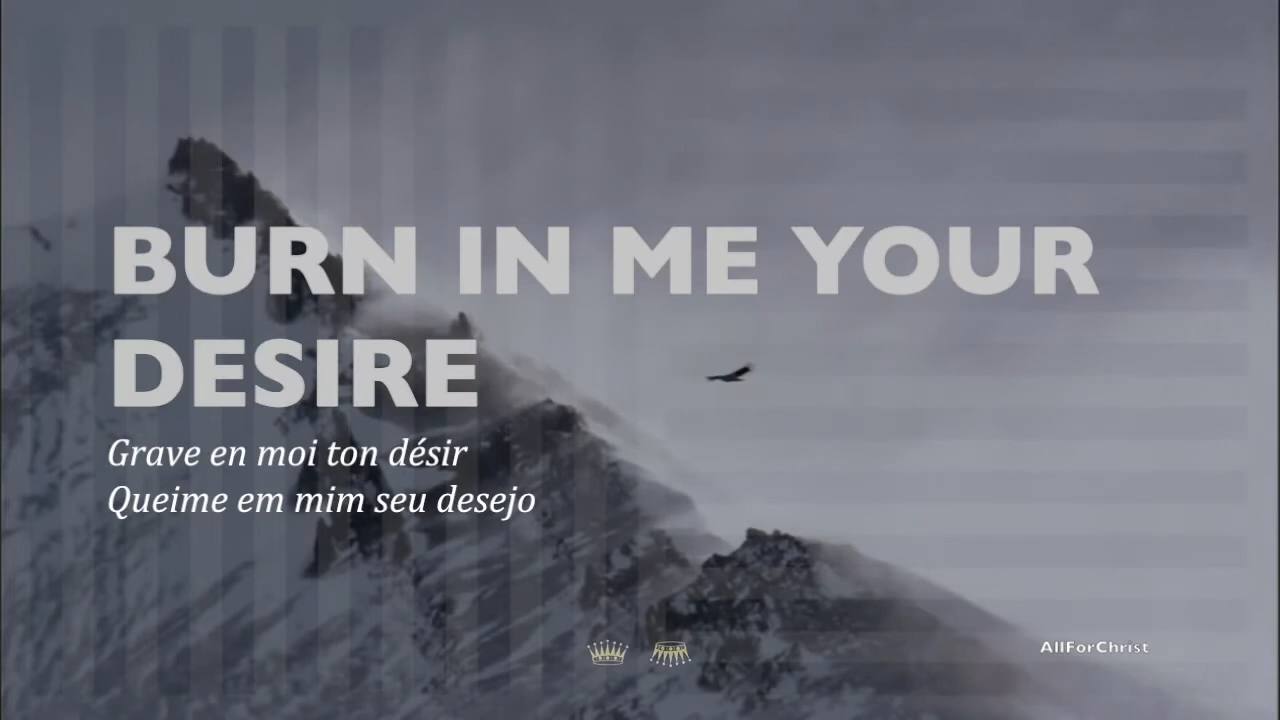 BURN IN ME YOUR
DESIRE
Grave en moi ton désir
Queime em mim seu desejo
AllForChrist